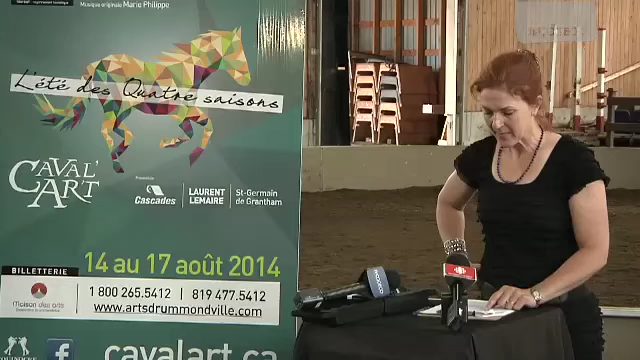 Musique originale Marie Philippe
L'été des Quatre saisons
CAVAL'
ART
Cascades
LAURENT
LEMAIRE
St-Germain
de Grantham
14 au 17 août 2014
BILLETTERIE
maison des arts
1 800 265.5412
819 477.5412
www.artsdrummondville.com
cavalart.ca